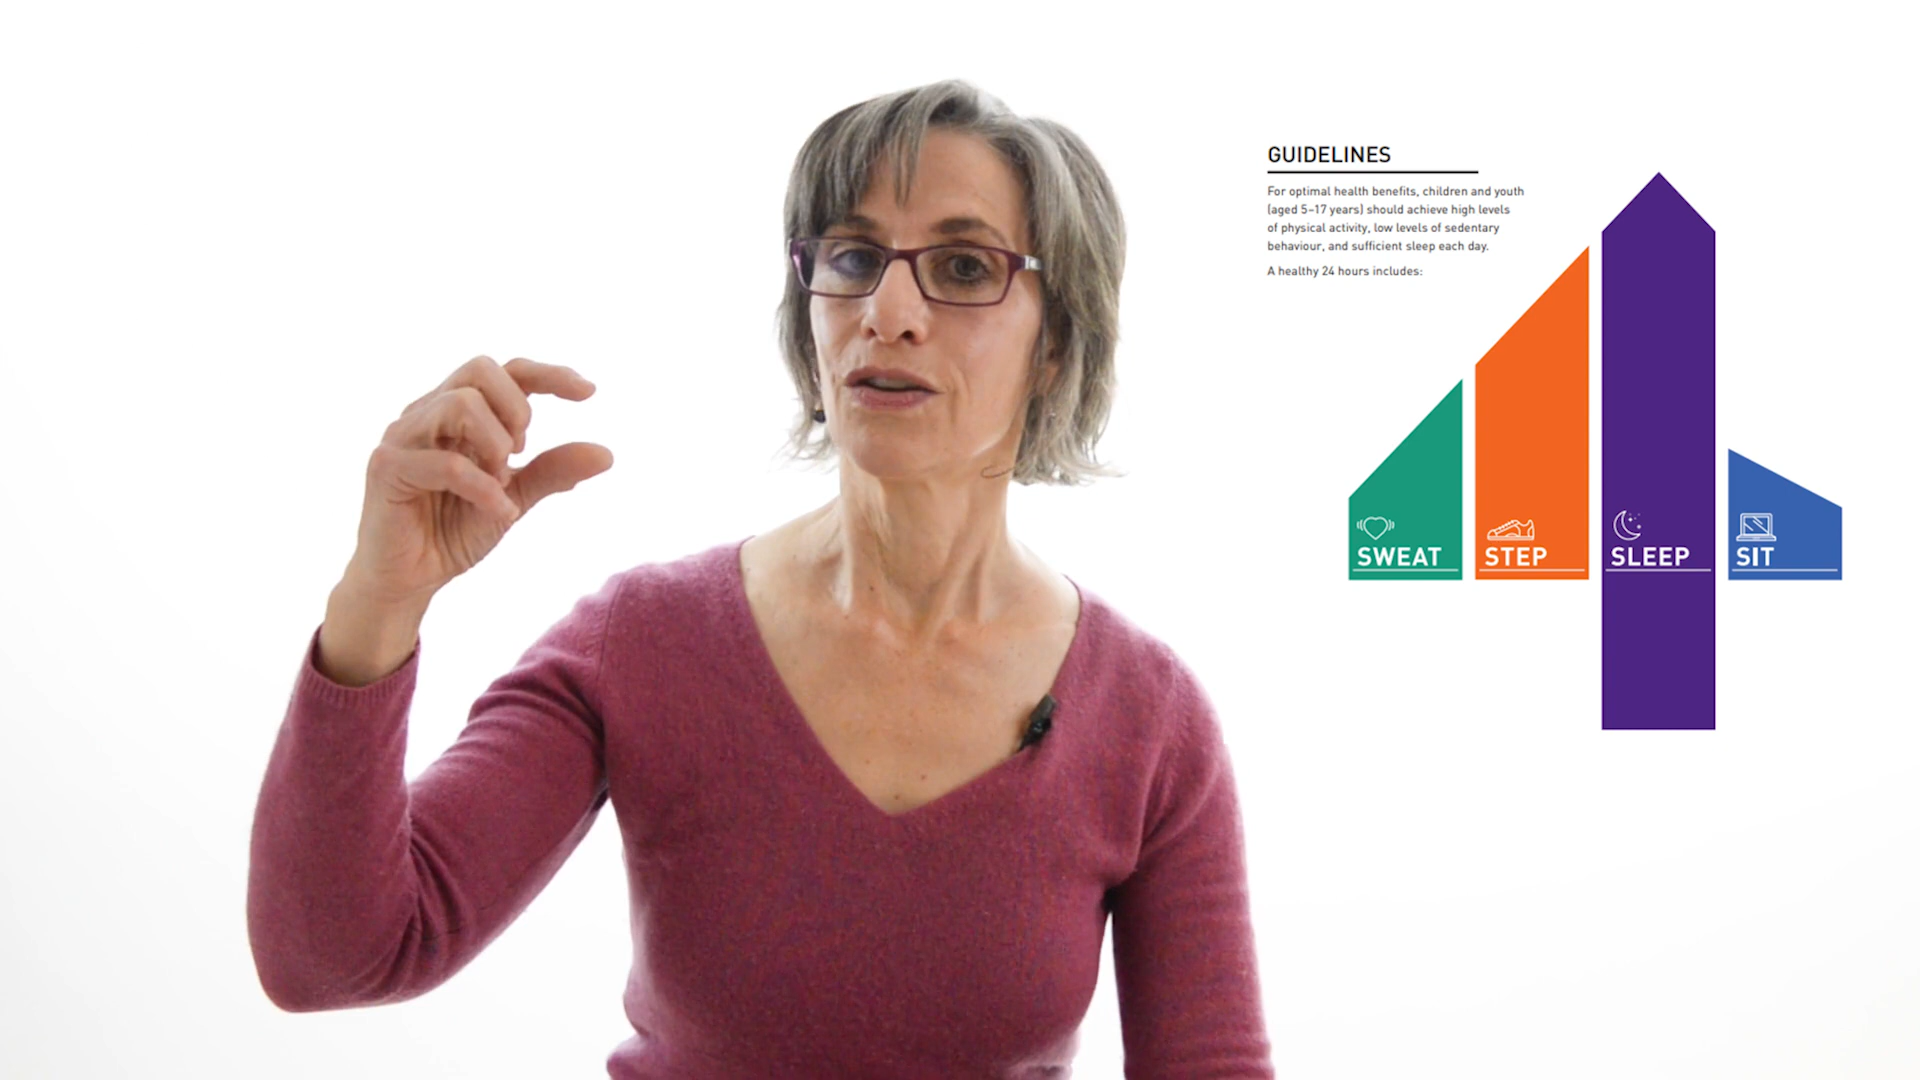 GUIDELINES
For optimal health benefits, children and youth
(aged 5–17 years) should achieve high levels
of physical activity, low levels of sedentary
behaviour, and sufficient sleep each day.
A healthy 24 hours includes:
SWEAT
STEP
SLEEP
SIT